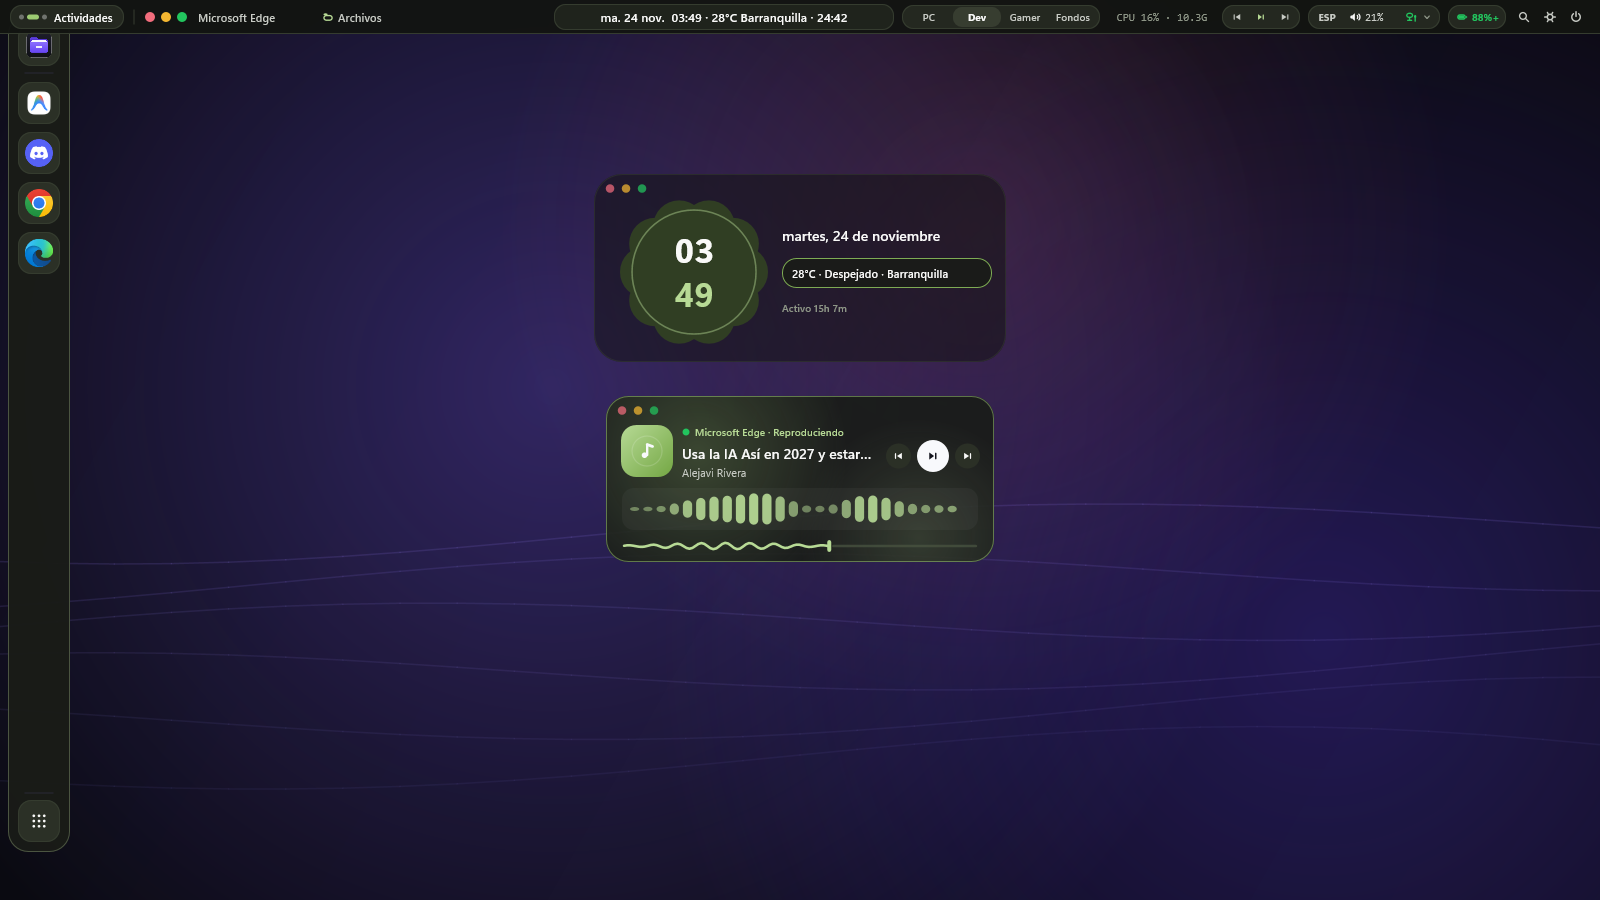 Actividades
Microsoft Edge
Archivos
ma. 24 nov. 03:49 · 28°C Barranquilla · 24:42
PC
Dev
Gamer
Fondos
CPU 16% · 10.3G
ESP
21%
88%+
03
49
martes, 24 de noviembre
28°C · Despejado · Barranquilla
Activo 15h 7m
Microsoft Edge · Reproduciendo
Usa la IA Así en 2027 y estar...
Alejavi Rivera